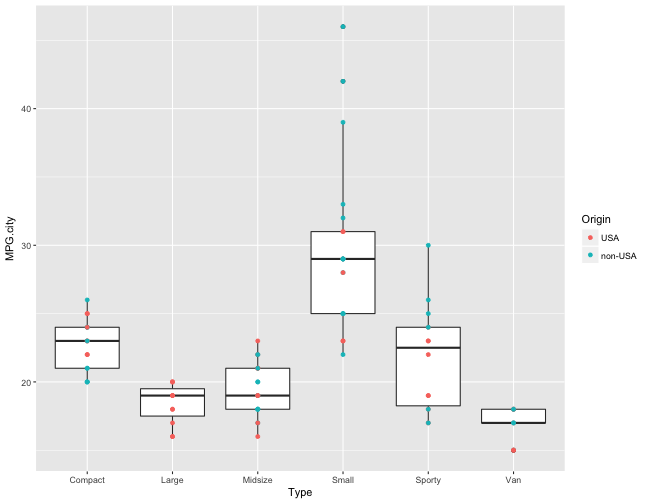 40
30
20
MPG.city
Compact Large Midsize Small Sporty Van
Type
Origin
USA
non-USA